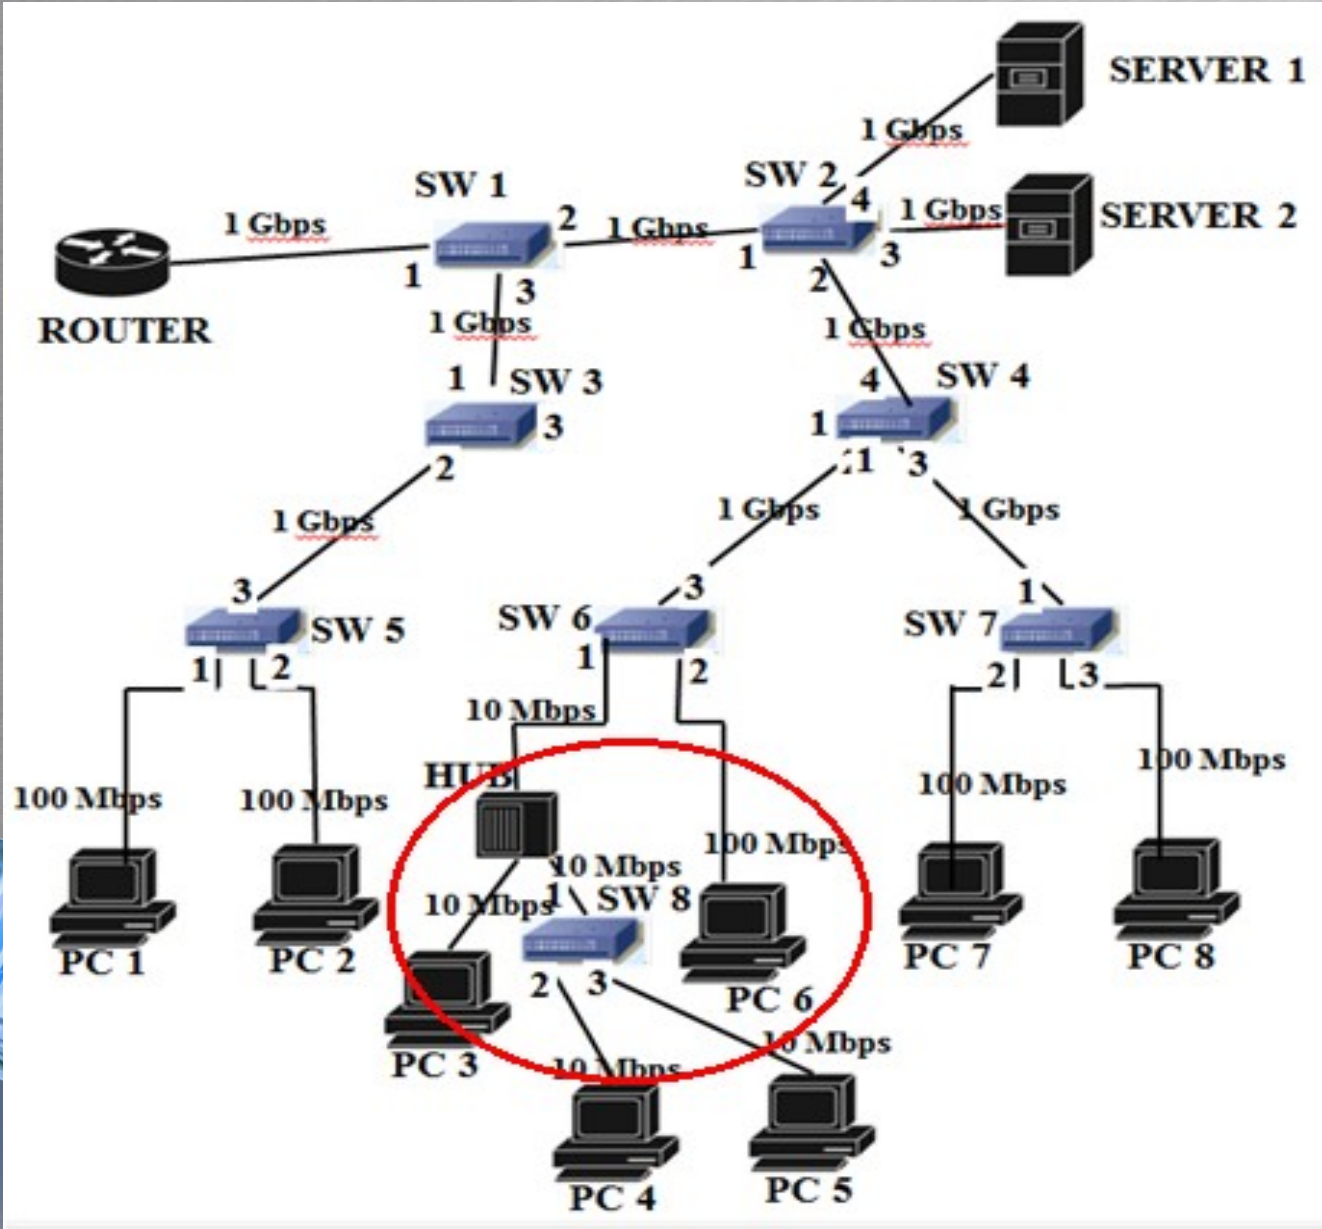 SERVER 1
1 Gbps
SW 1
SW 2
4
2
1 Gbps
1 Gbps
1 Gbps
SERVER 2
1
3
1
3
2
ROUTER
1 Gbps
1 Gbps
1
SW 3
4
SW 4
3
1
2
1
3
1 Gbps
1 Gbps
1 Gbps
3
3
1
SW 5
SW 6
SW 7
1
2
1
2
2
3
10 Mbps
HUB
100 Mbps
100 Mbps
100 Mbps
100 Mbps
100 Mbps
10 Mbps
1
SW 8
10 Mbps
PC 1
PC 2
PC 7
PC 8
2
3
PC 6
PC 3
10 Mbps
10 Mbps
PC 4
PC 5